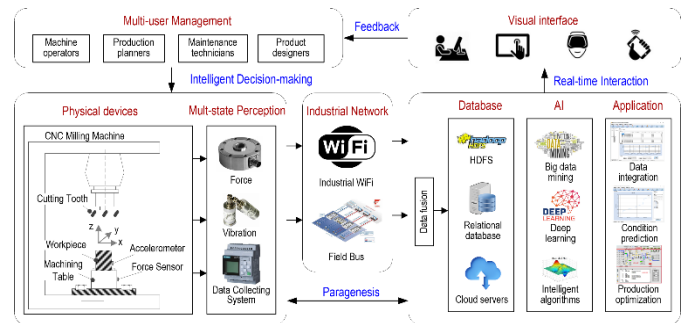 Multi-user Management
Machine
operators
Production
planners
Maintenance
technicians
Product
designers
Feedback
Visual interface
Intelligent Decision-making
Real-time Interaction
Physical devices
Mult-state Perception
Industrial Network
Database
AI
Application
CNC Milling Machine
Cutting Tooth
z
y
x
Workpiece
Machining
Table
Accelerometer
Force Sensor
Force
Vibration
Data Collecting
System
WiFi
Industrial WiFi
Field Bus
Paragenesis
Data fusion
HDFS
Relational
database
Cloud servers
Big data
mining
DEEP
LEARNING
Deep
learning
Intelligent
algorithms
Data
integration
Condition
prediction
Production
optimization